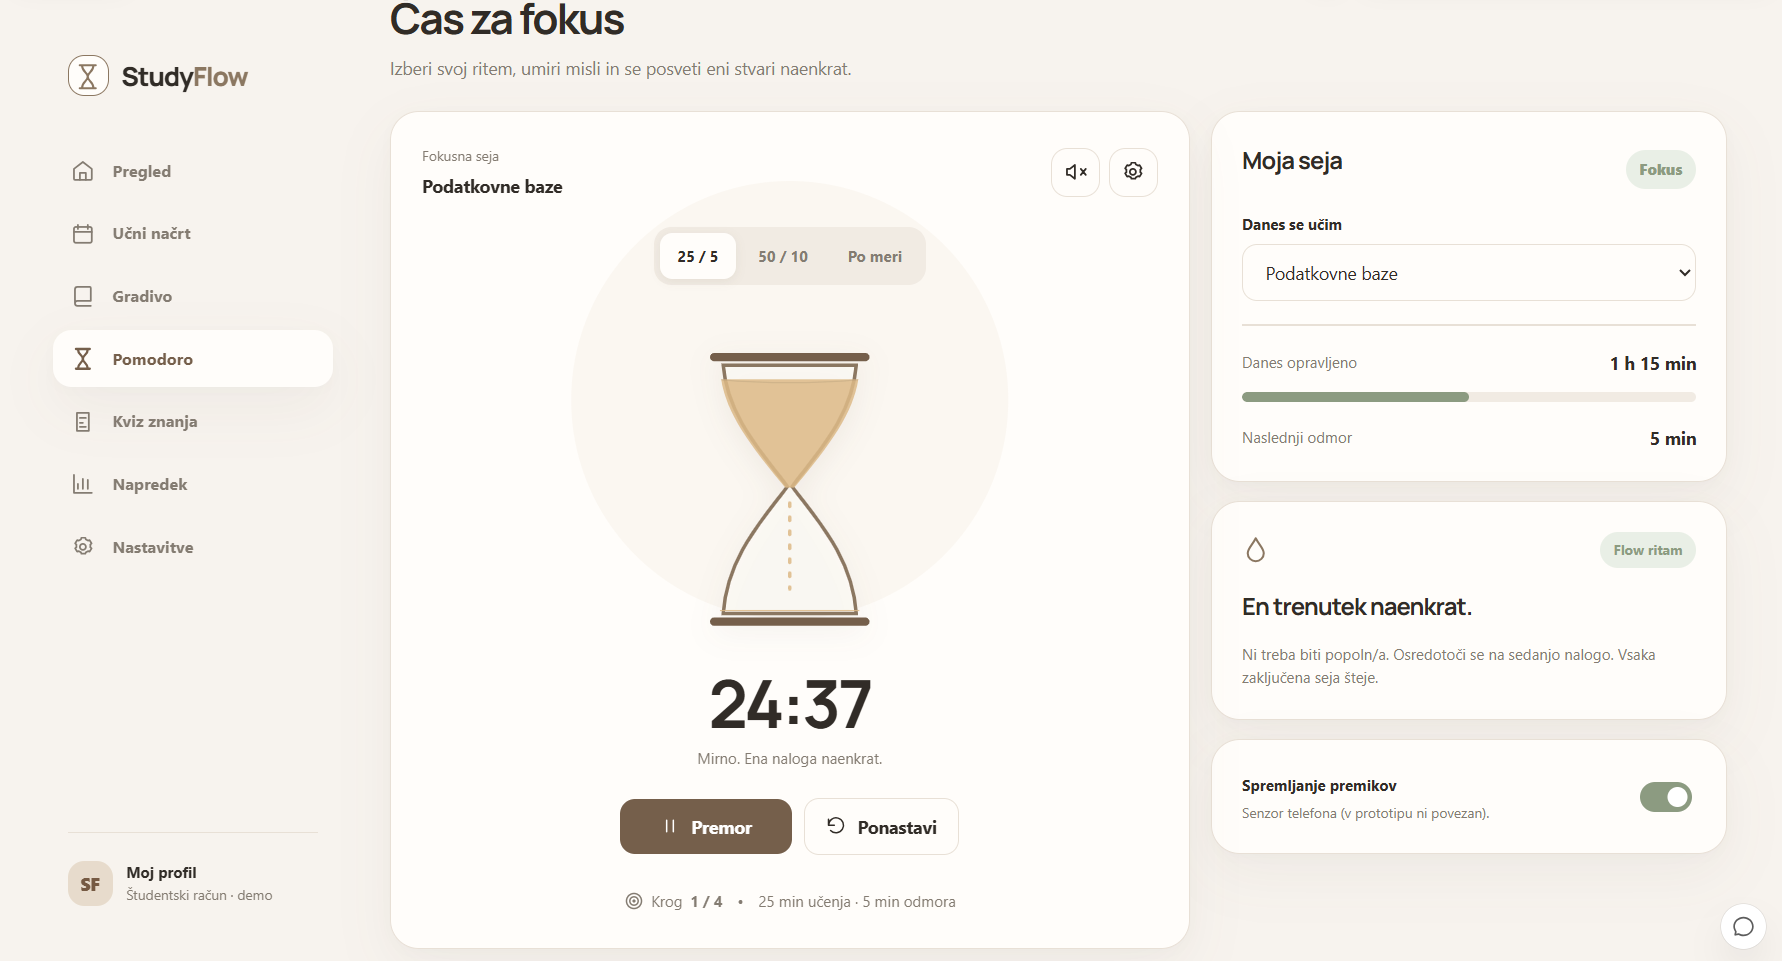 StudyFlow
Pregled
Učni načrt
Gradivo
Pomodoro
Kviz znanja
Napredek
Nastavitve
SF
Moj profil
Študentski račun · demo
Čas za fokus
Izberi svoj ritem, umiri misli in se posveti eni stvari naenkrat.
Fokusna seja
Podatkovne baze
25 / 5
50 / 10
Po meri
24:37
Mirno. Ena naloga naenkrat.
Premor
Ponastavi
Krog 1 / 4 • 25 min učenja · 5 min odmora
Moja seja
Fokus
Danes se učim
Podatkovne baze
Danes opravljeno
1 h 15 min
Naslednji odmor
5 min
Flow ritam
En trenutek naenkrat.
Ni treba biti popoln/a. Osredotoči se na sedanjo nalogo. Vsaka
zaključena seja šteje.
Spremljanje premikov
Senzor telefona (v prototipu ni povezan).